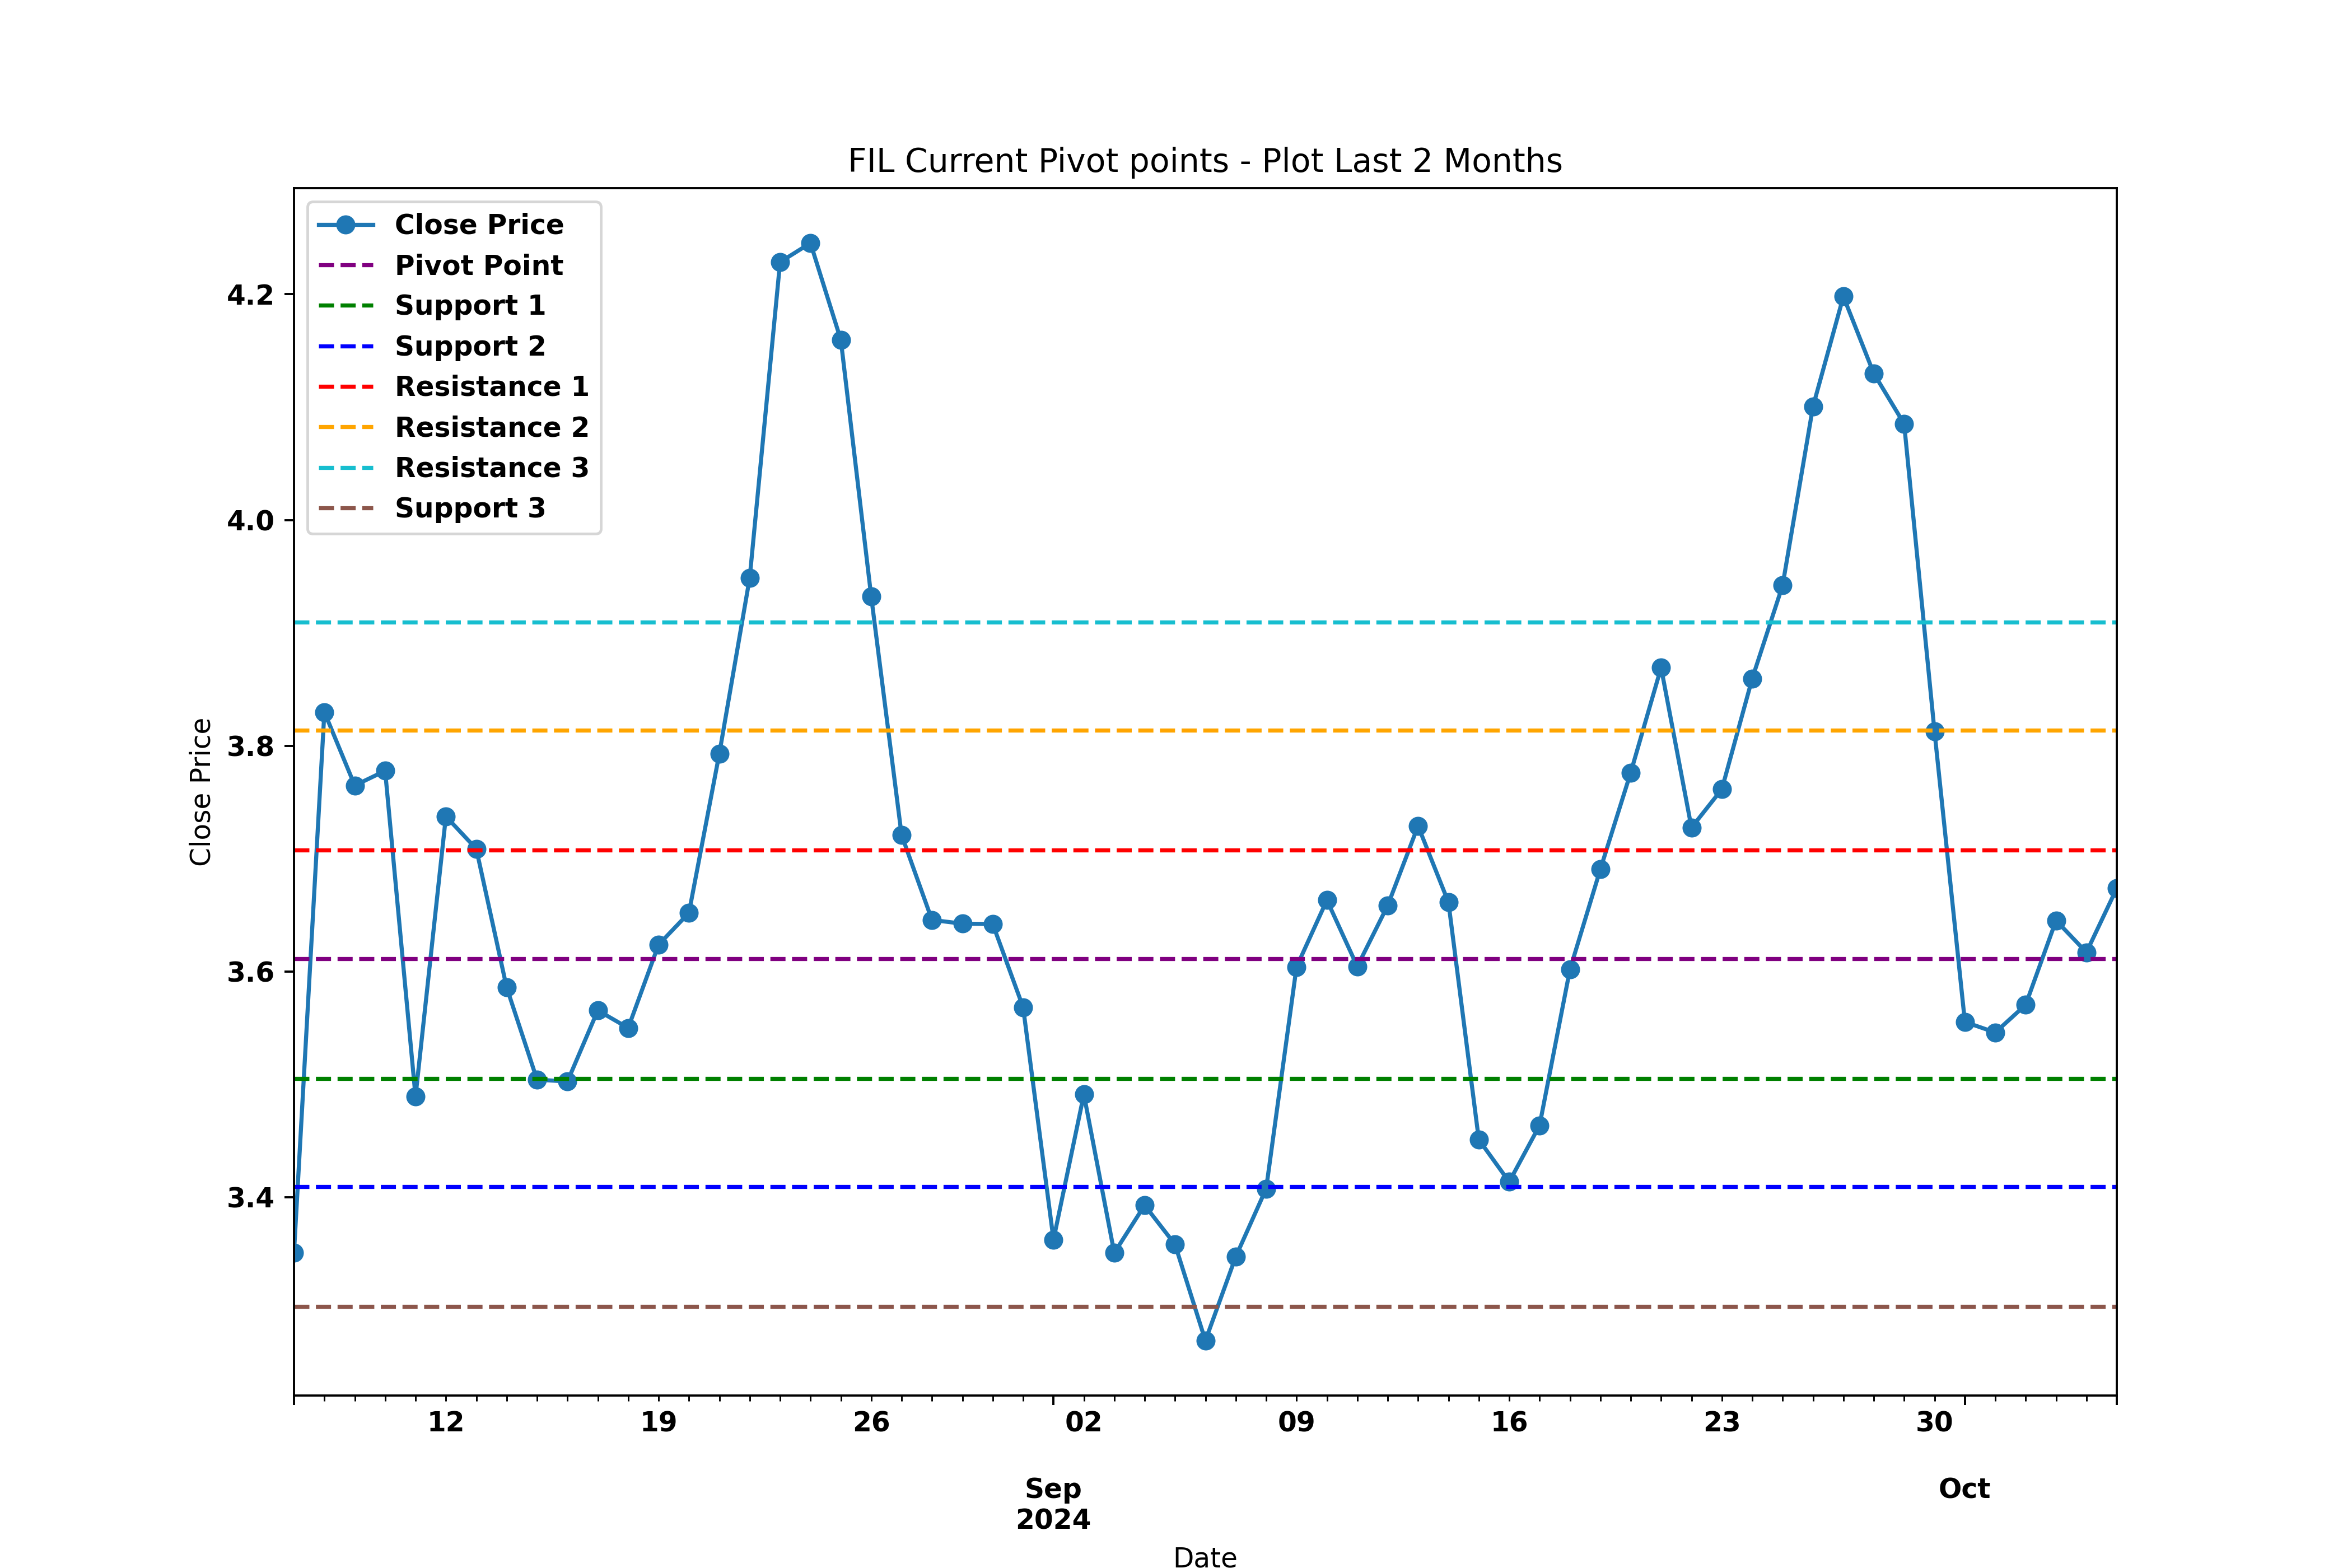 FIL Current Pivot points - Plot Last 2 Months
Close Price
Pivot Point
Support 1
Support 2
Resistance 1
Resistance 2
Resistance 3
Support 3
Close Price
4.2
4.0
3.8
3.6
3.4
12 19 26 02 09 16 23 30
Sep Oct
2024
Date